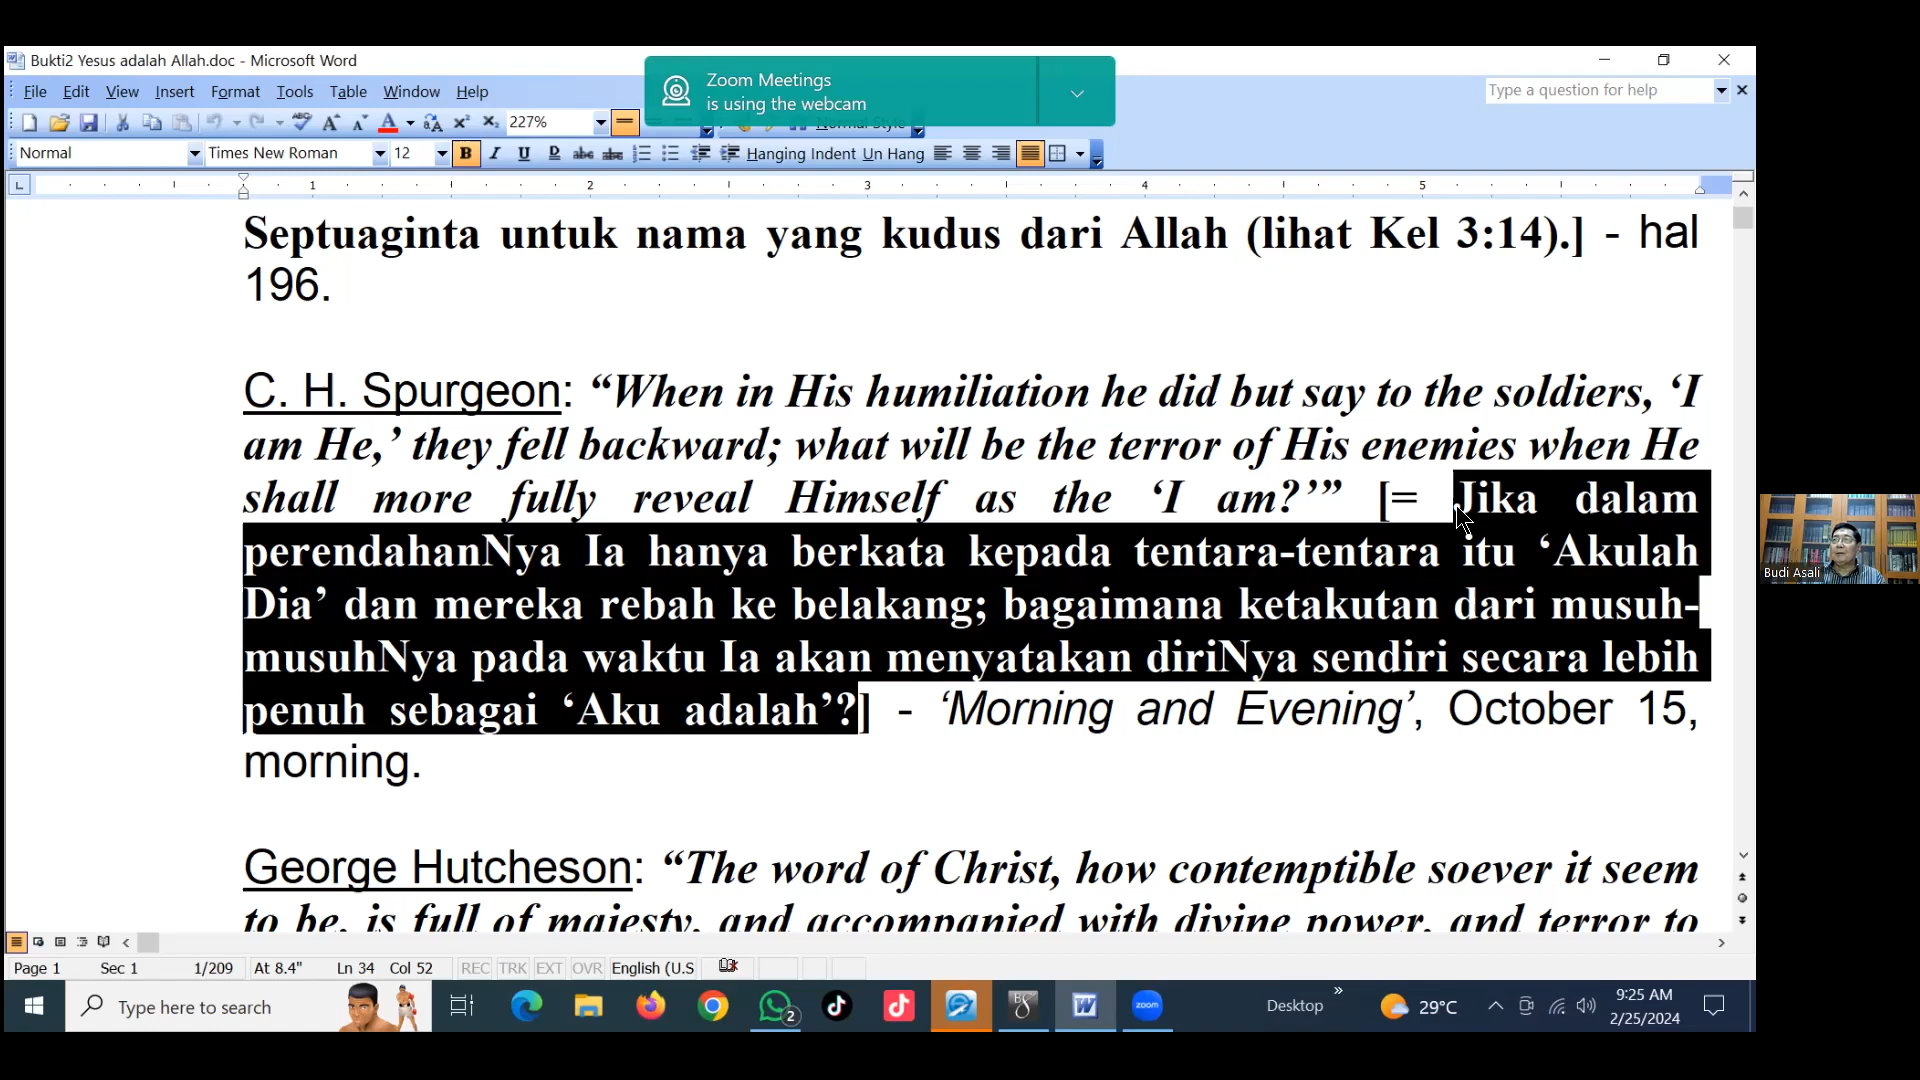 Bukti2 Yesus adalah Allah.doc - Microsoft Word
Zoom Meetings
is using the webcam
File Edit View Insert Format Tools Table Window Help
Type a question for help
227%
Normal Style
Normal Times New Roman 12 Hanging Indent Un Hang
1 2 3 4 5
Septuaginta untuk nama yang kudus dari Allah (lihat Kel 3:14).] - hal
196.
C. H. Spurgeon: “When in His humiliation he did but say to the soldiers, ‘I
am He,’ they fell backward; what will be the terror of His enemies when He
shall more fully reveal Himself as the ‘I am?’” [= Jika dalam
perendahanNya Ia hanya berkata kepada tentara-tentara itu ‘Akulah
Dia’ dan mereka rebah ke belakang; bagaimana ketakutan dari musuh-
musuhNya pada waktu Ia akan menyatakan diriNya sendiri secara lebih
penuh sebagai ‘Aku adalah’?] - ‘Morning and Evening’, October 15,
morning.
George Hutcheson: “The word of Christ, how contemptible soever it seem
to be, is full of majesty, and accompanied with divine power, and terror to
Budi Asali
Page 1 Sec 1 1/209 At 8.4" Ln 34 Col 52 REC TRK EXT OVR English (U.S
Type here to search
2
zoom
Desktop
29°C
9:25 AM
2/25/2024